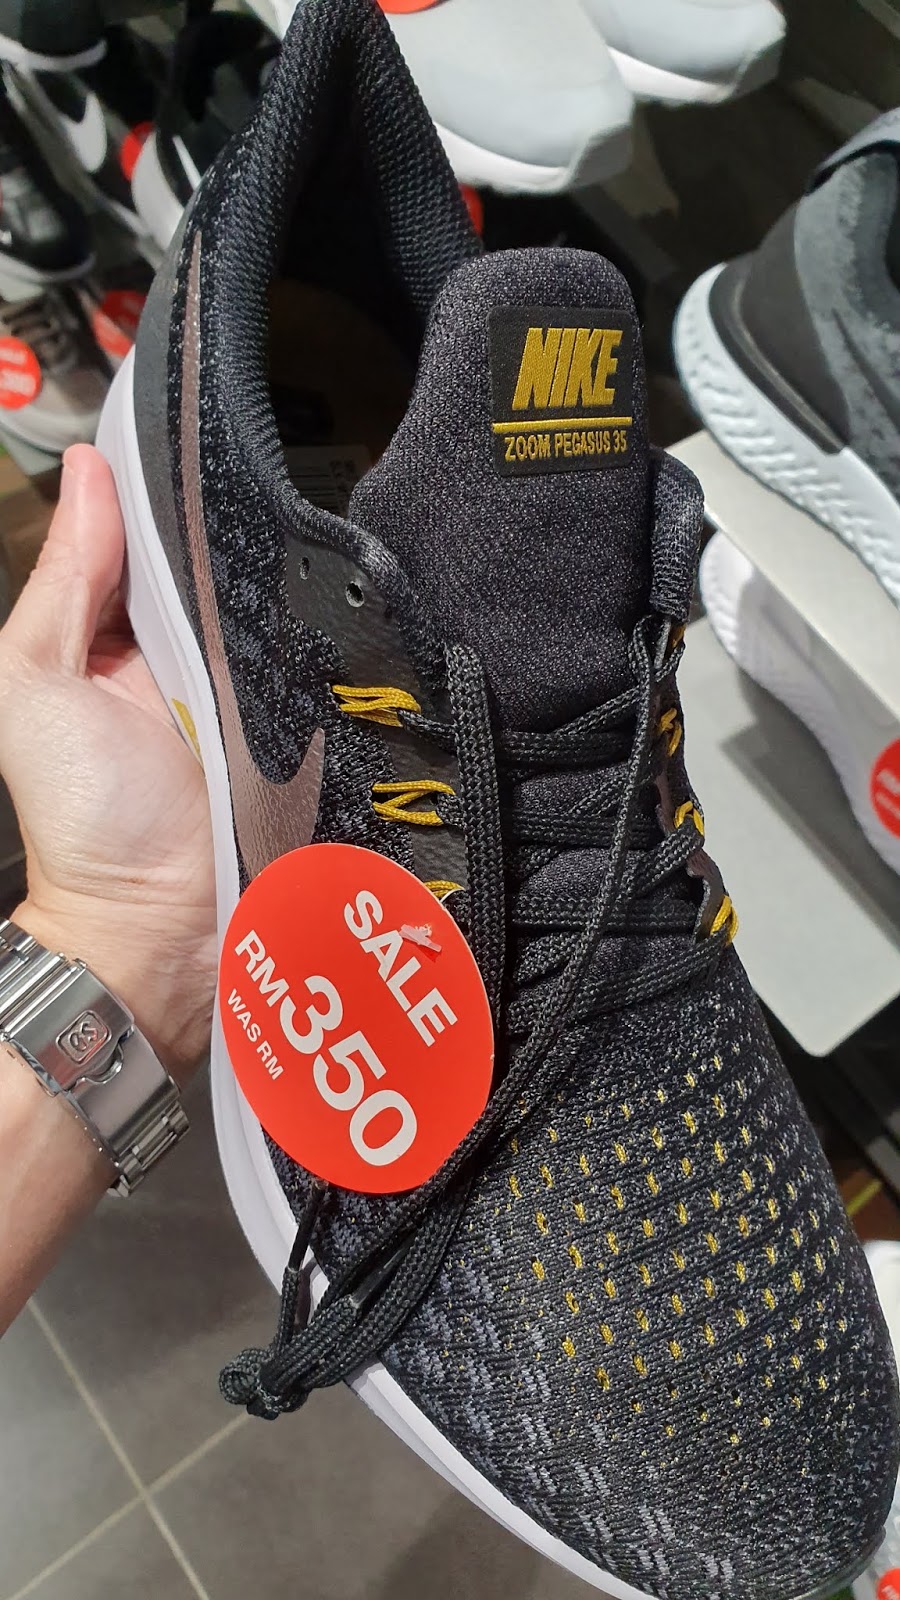 NIKE
ZOOM PEGASUS 35
SALE
RM350
WAS RM